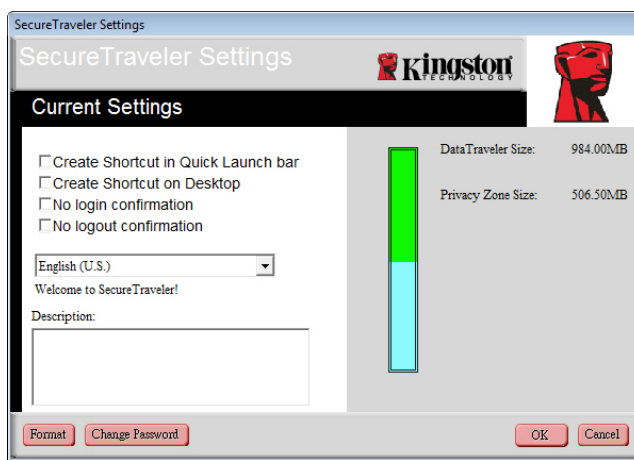 SecureTraveler Settings
SecureTraveler Settings
Kingston
TECHNOLOGY
Current Settings
Create Shortcut in Quick Launch bar
Create Shortcut on Desktop
No login confirmation
No logout confirmation
English (U.S.)
Welcome to SecureTraveler!
Description:
DataTraveler Size: 984.00MB
Privacy Zone Size: 506.50MB
Format Change Password OK Cancel